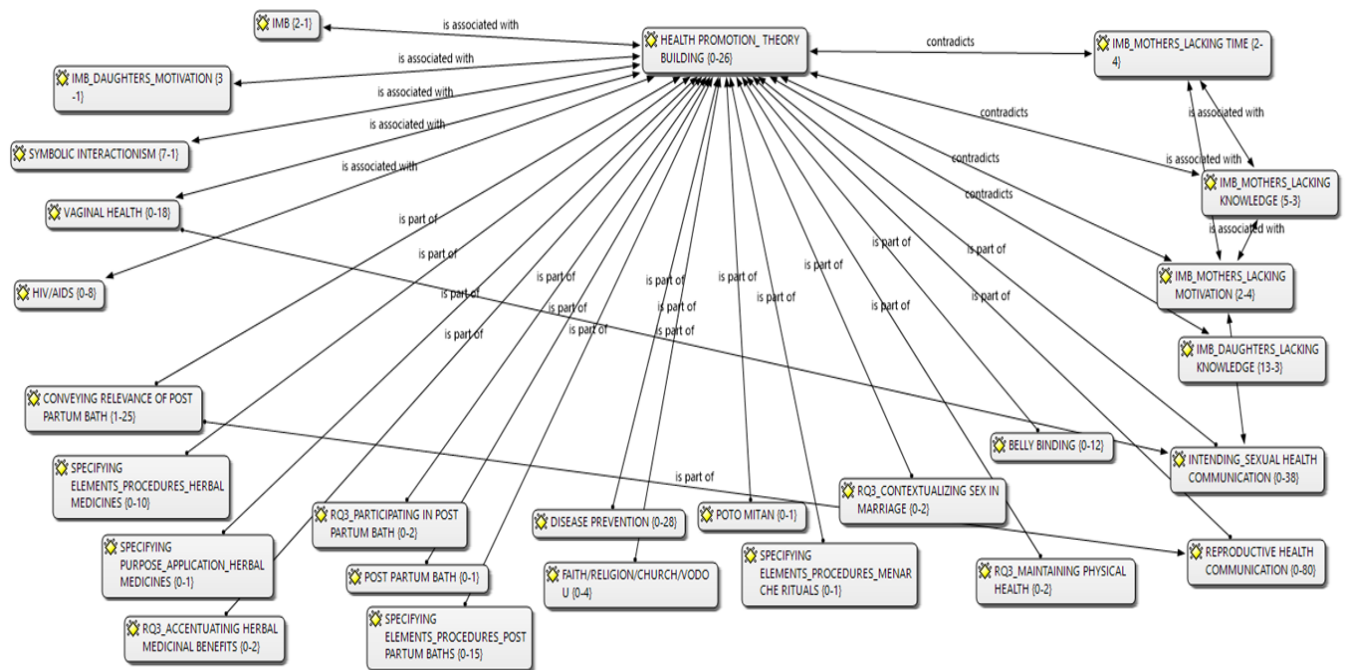 IMB {2-1}
is associated with
HEALTH PROMOTION_ THEORY
BUILDING {0-26}
contradicts
IMB_MOTHERS_LACKING TIME {2-
4}
IMB_DAUGHTERS_MOTIVATION {3
-1}
is associated with
is associated with
contradicts
is associated with
SYMBOLIC INTERACTIONISM {7-1}
is associated with
contradicts
is associated with
contradicts
IMB_MOTHERS_LACKING
KNOWLEDGE {5-3}
VAGINAL HEALTH {0-18}
is part of
is part of
is associated with
is part of
is part of
is part of
is part of
is part of
HIV/AIDS {0-8}
is part of
is part of
is part of
is part of
is part of
is part of
is part of
is part of
is part of
is part of
is part of
IMB_MOTHERS_LACKING
MOTIVATION {2-4}
IMB_DAUGHTERS_LACKING
KNOWLEDGE {13-3}
CONVEYING RELEVANCE OF POST
PARTUM BATH {1-25}
BELLY BINDING {0-12}
INTENDING_SEXUAL HEALTH
COMMUNICATION {0-38}
SPECIFYING
ELEMENTS_PROCEDURES_HERBAL
MEDICINES {0-10}
is part of
RQ3_CONTEXTUALIZING SEX IN
MARRIAGE {0-2}
RQ3_PARTICIPATING IN POST
PARTUM BATH {0-2}
DISEASE PREVENTION {0-28}
POTO MITAN {0-1}
SPECIFYING
PURPOSE_APPLICATION_HERBAL
MEDICINES {0-1}
POST PARTUM BATH {0-1}
FAITH/RELIGION/CHURCH/VODO
U {0-4}
SPECIFYING
ELEMENTS_PROCEDURES_MENAR
CHE RITUALS {0-1}
RQ3_MAINTAINING PHYSICAL
HEALTH {0-2}
REPRODUCTIVE HEALTH
COMMUNICATION {0-80}
RQ3_ACCENTUATING HERBAL
MEDICINAL BENEFITS {0-2}
SPECIFYING
ELEMENTS_PROCEDURES_POST
PARTUM BATHS {0-15}